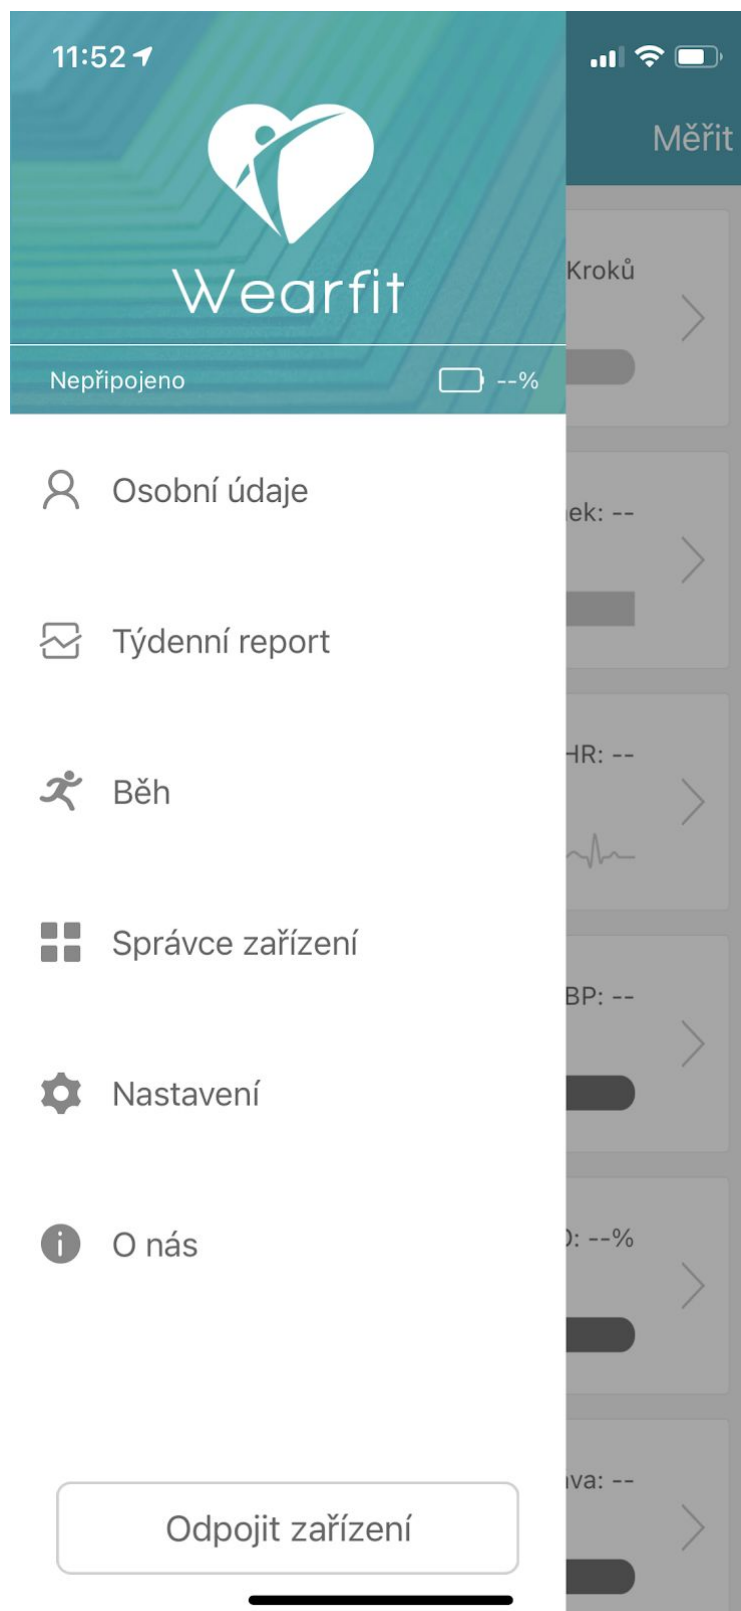 11:52
Měřit
Wearfit
Kroků
Nepřipojeno
--%
Osobní údaje
ek: --
Týdenní report
HR: --
Běh
Správce zařízení
BP: --
Nastavení
O nás
: --%
va: --
Odpojit zařízení